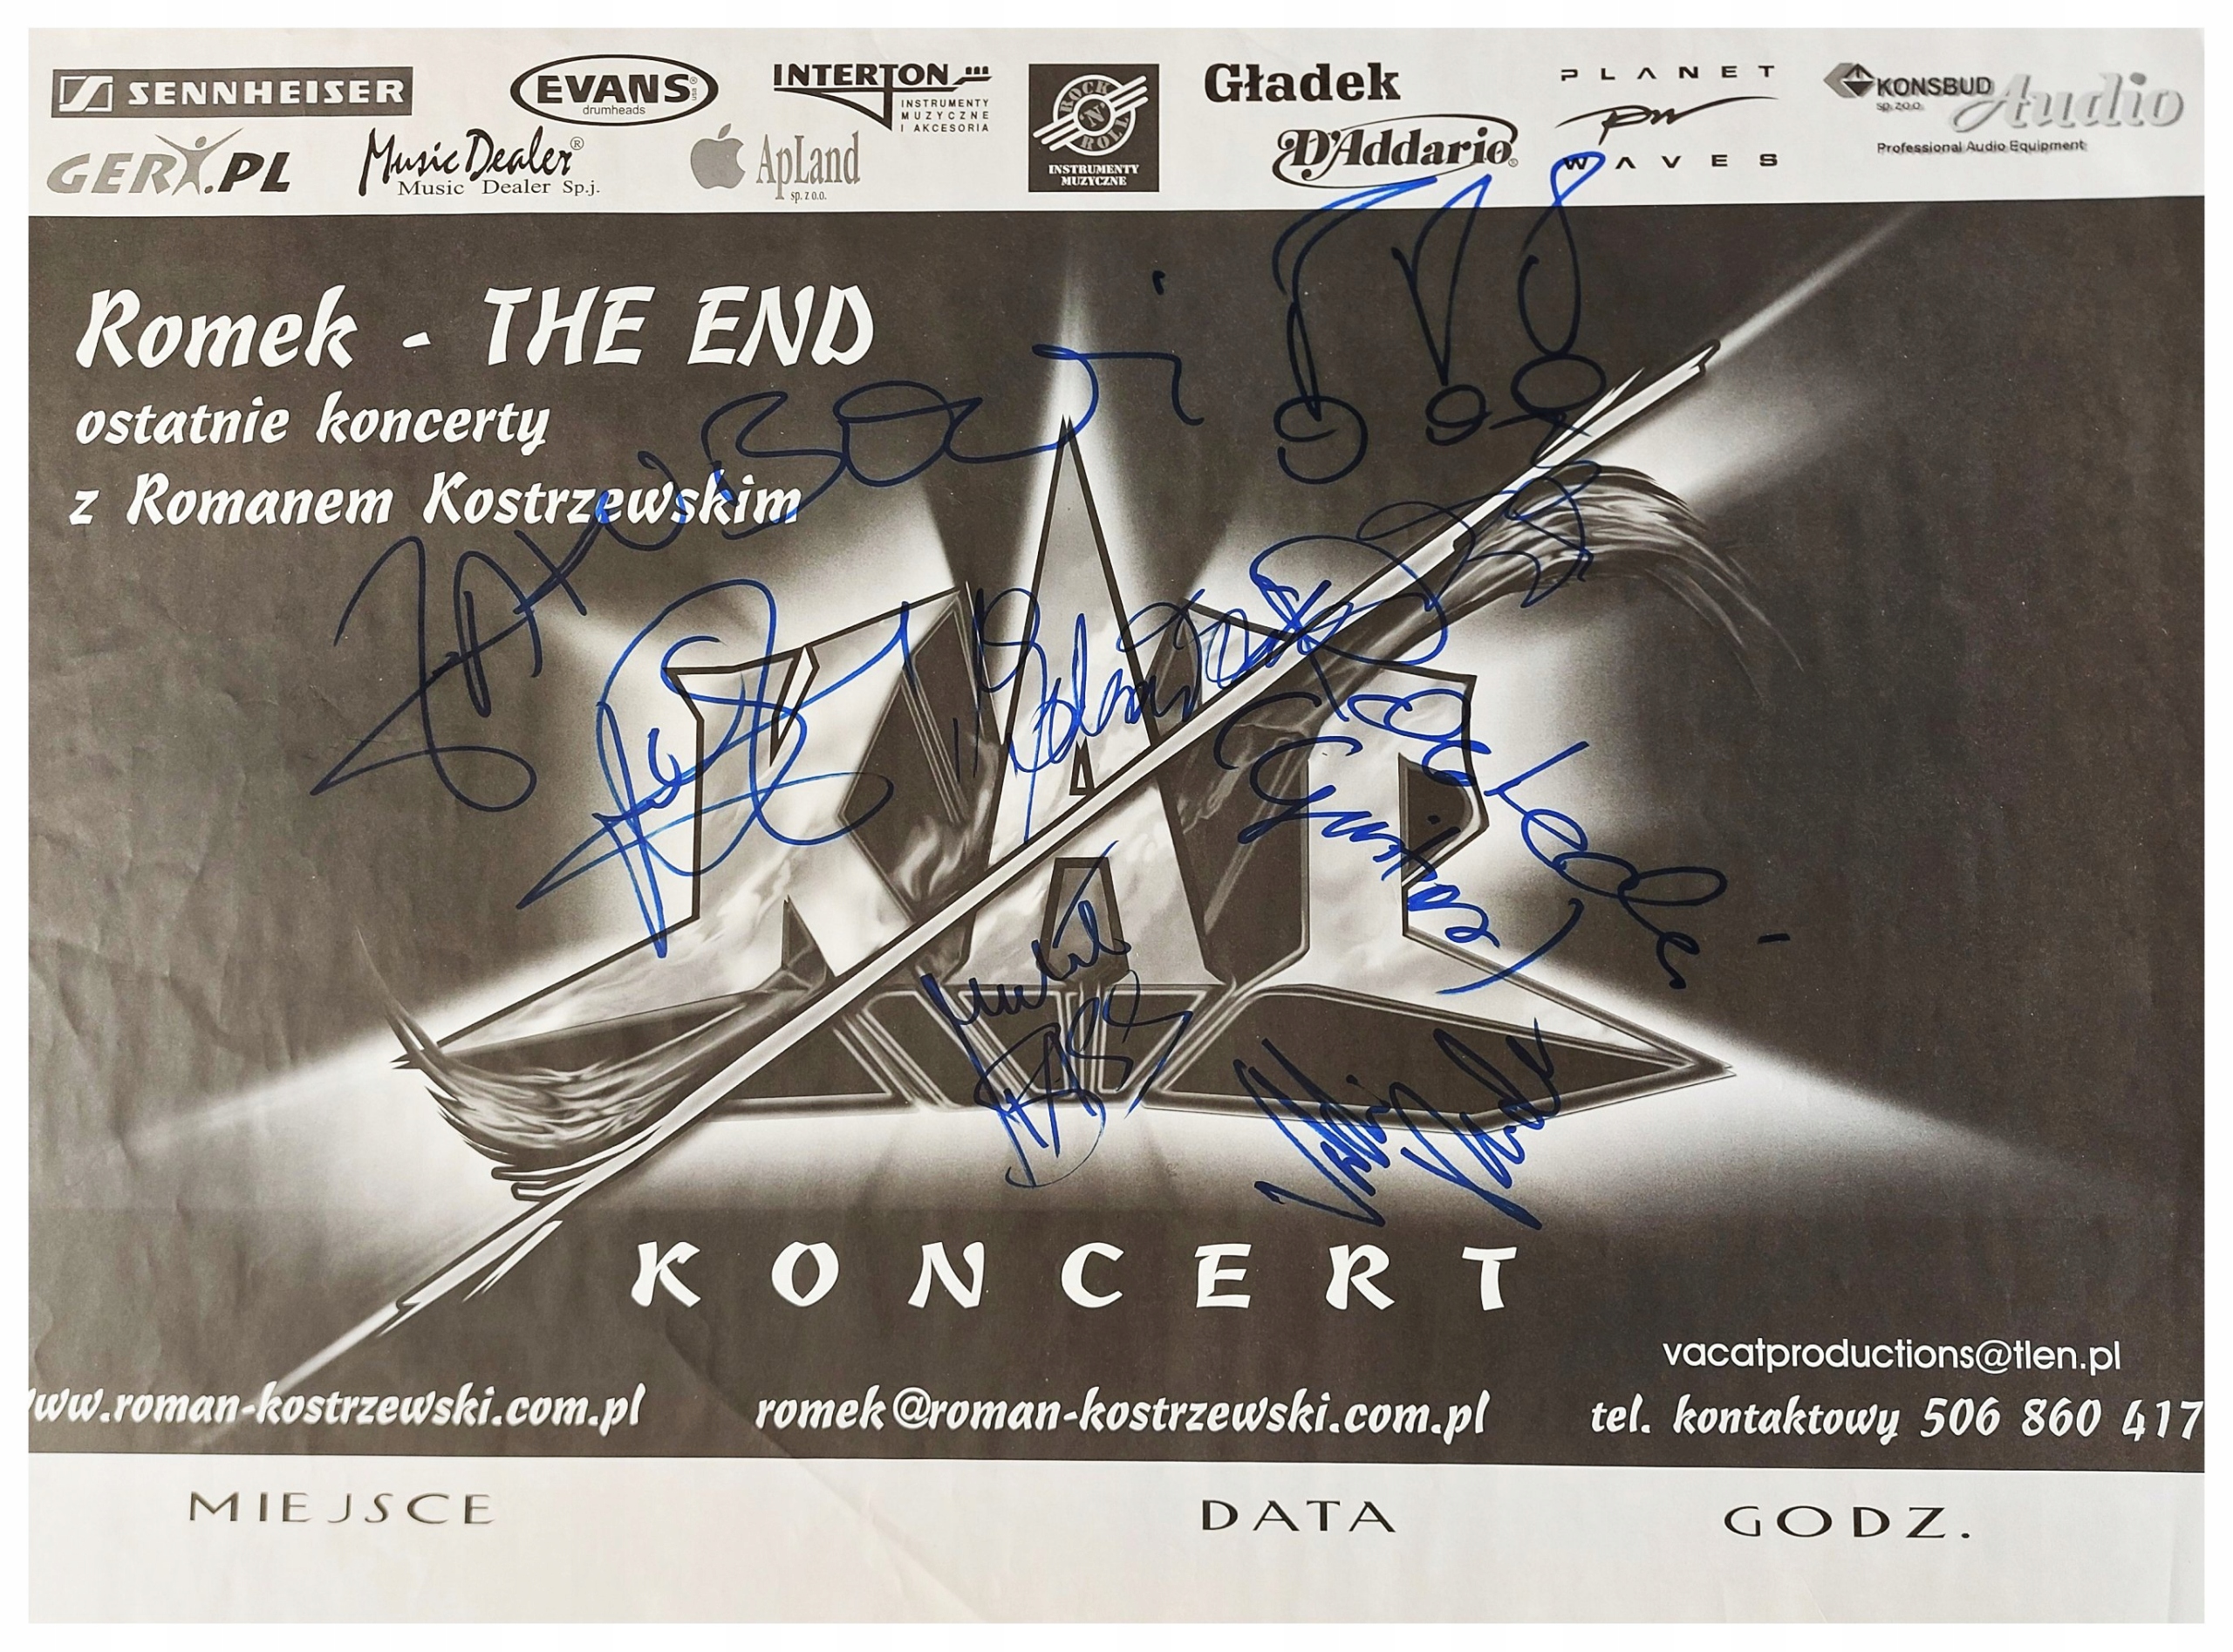 SENNHEISER
EVANS
drumheads
INTERTON
INSTRUMENTY
MUZYCZNE
I AKCESORIA
ROCK
'N'
ROLL
INSTRUMENTY
MUZYCZNE
Gładek
D'Addario
PLANET
PW
WAVES
KONSBUD
sp. z o.o.
Audio
Professional Audio Equipment
GER.PL
Music Dealer®
Music Dealer Sp.j.
ApLand
sp. z o.o.
Romek - THE END
ostatnie koncerty
z Romanem Kostrzewskim
KAT
KONCERT
vacatproductions@tlen.pl
www.roman-kostrzewski.com.pl romek@roman-kostrzewski.com.pl tel. kontaktowy 506 860 417
MIEJSCE DATA GODZ.